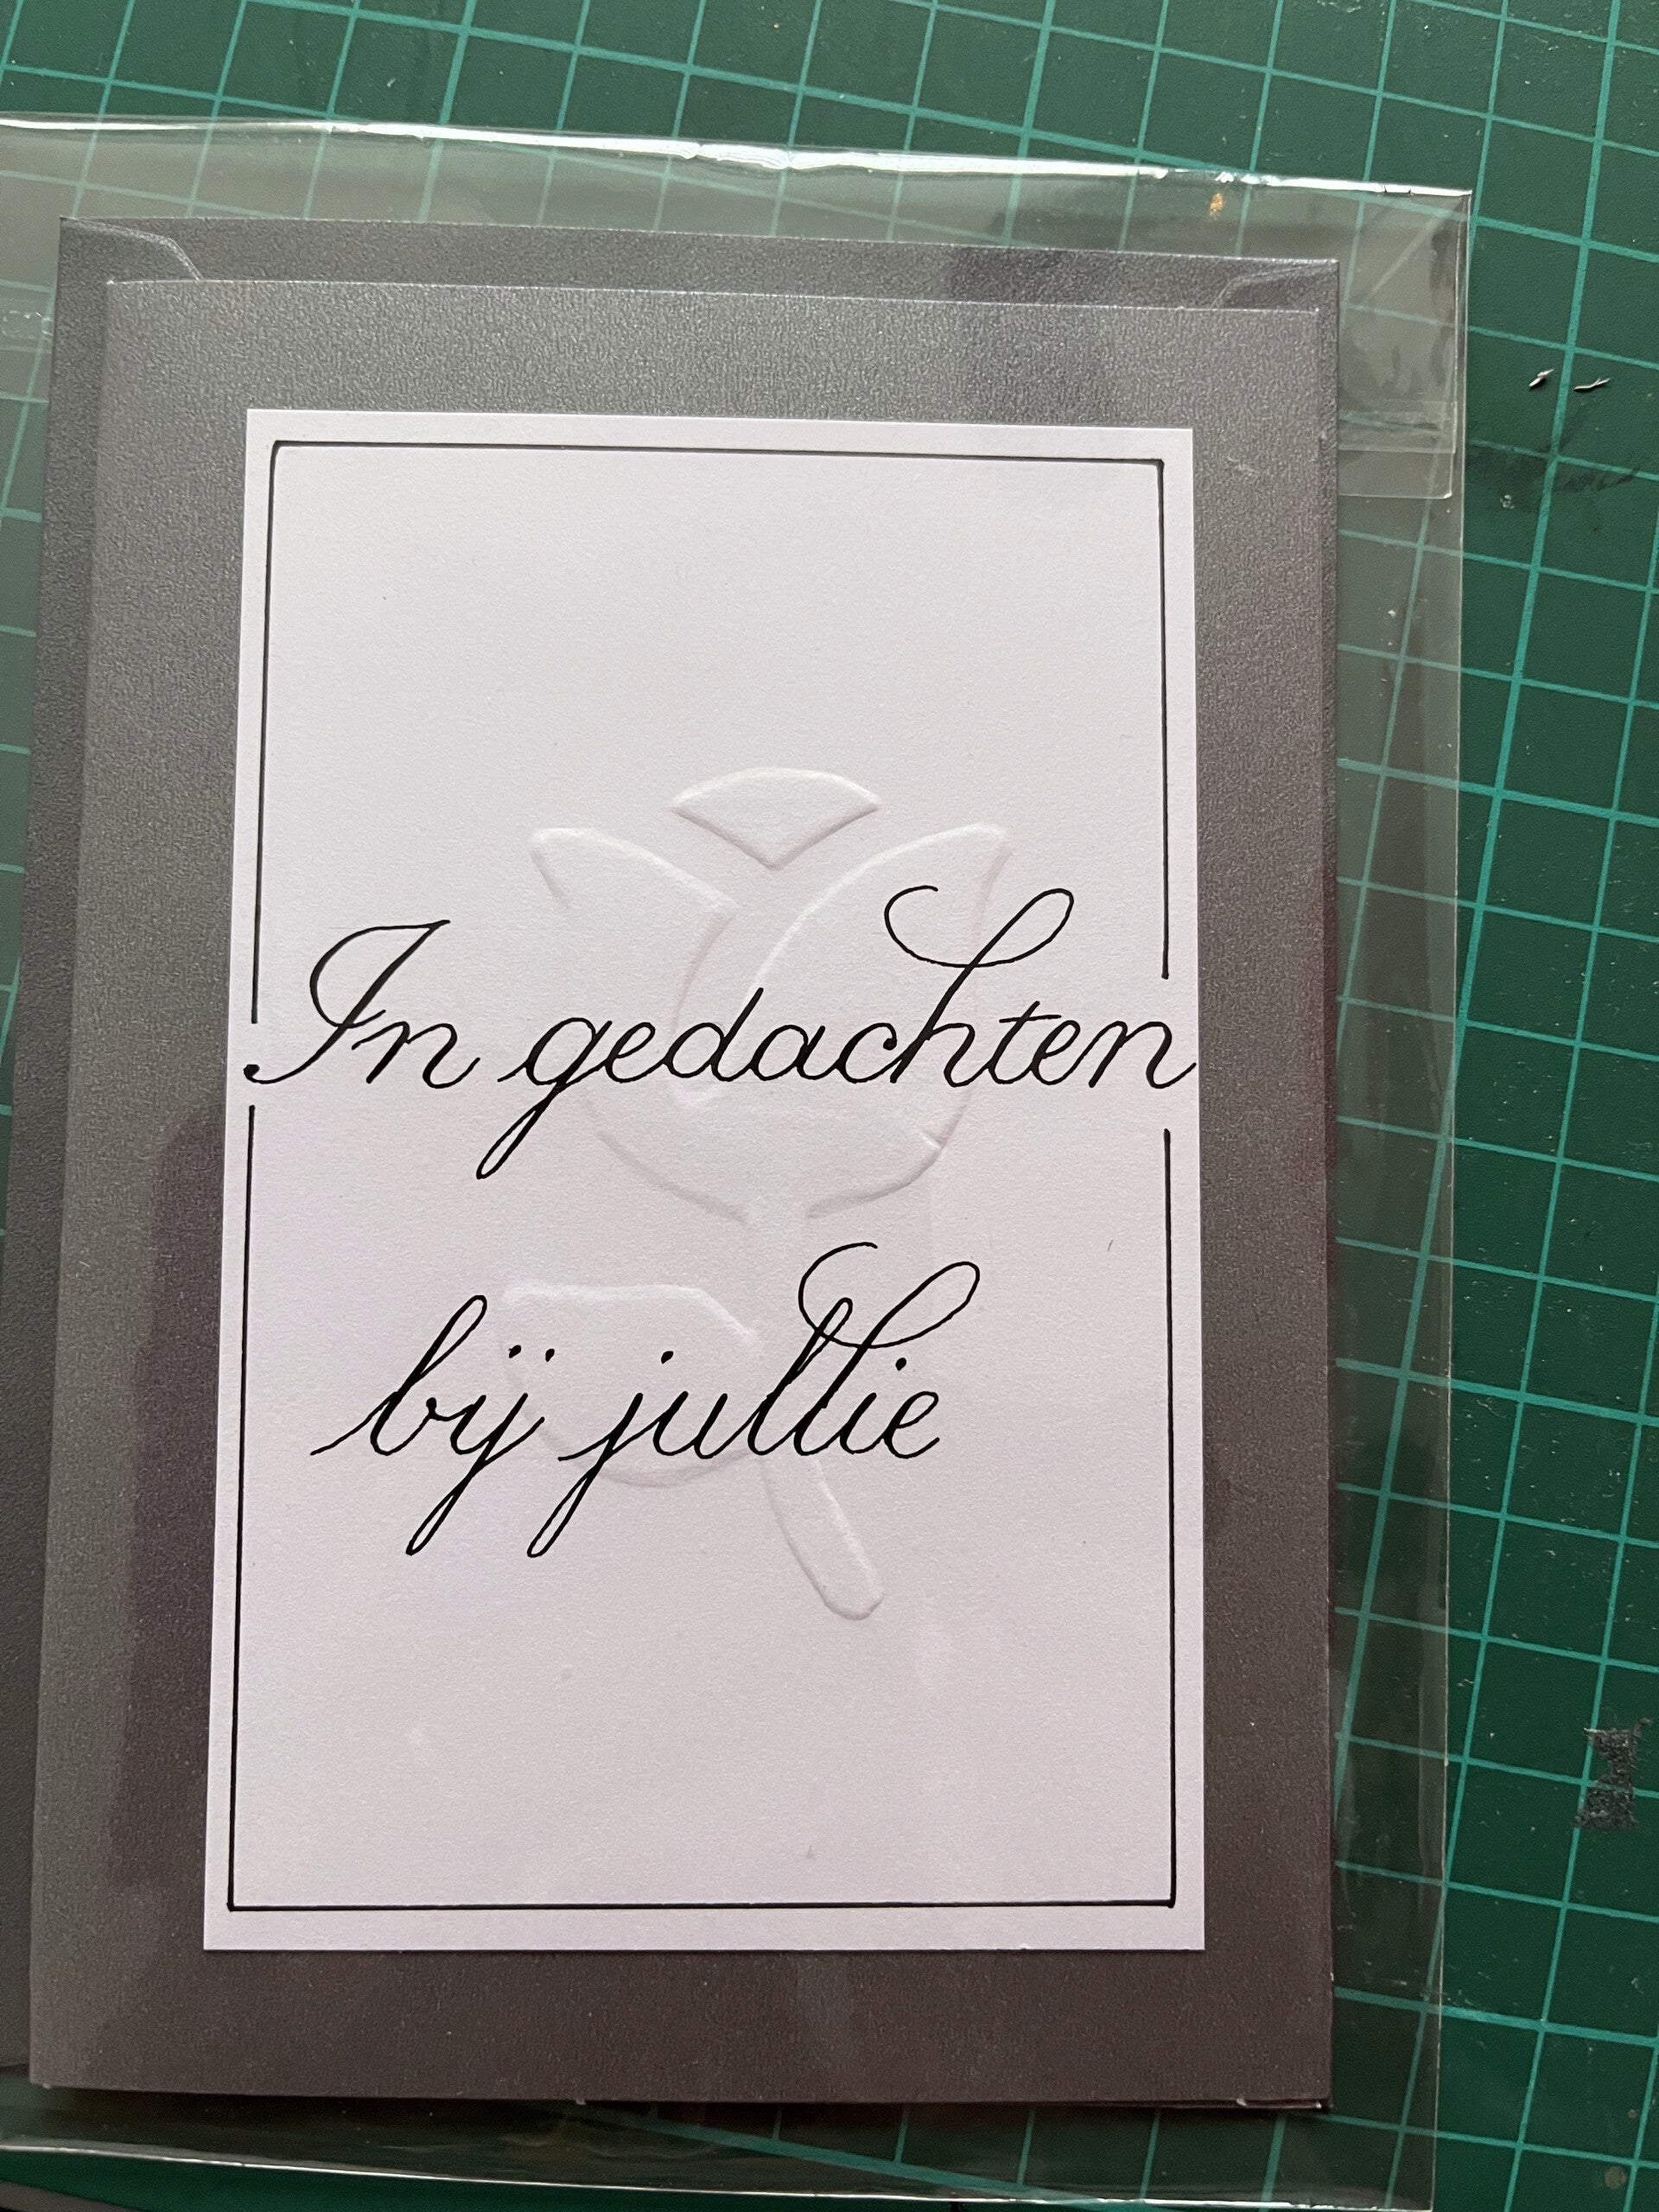 In gedachten
bij jullie